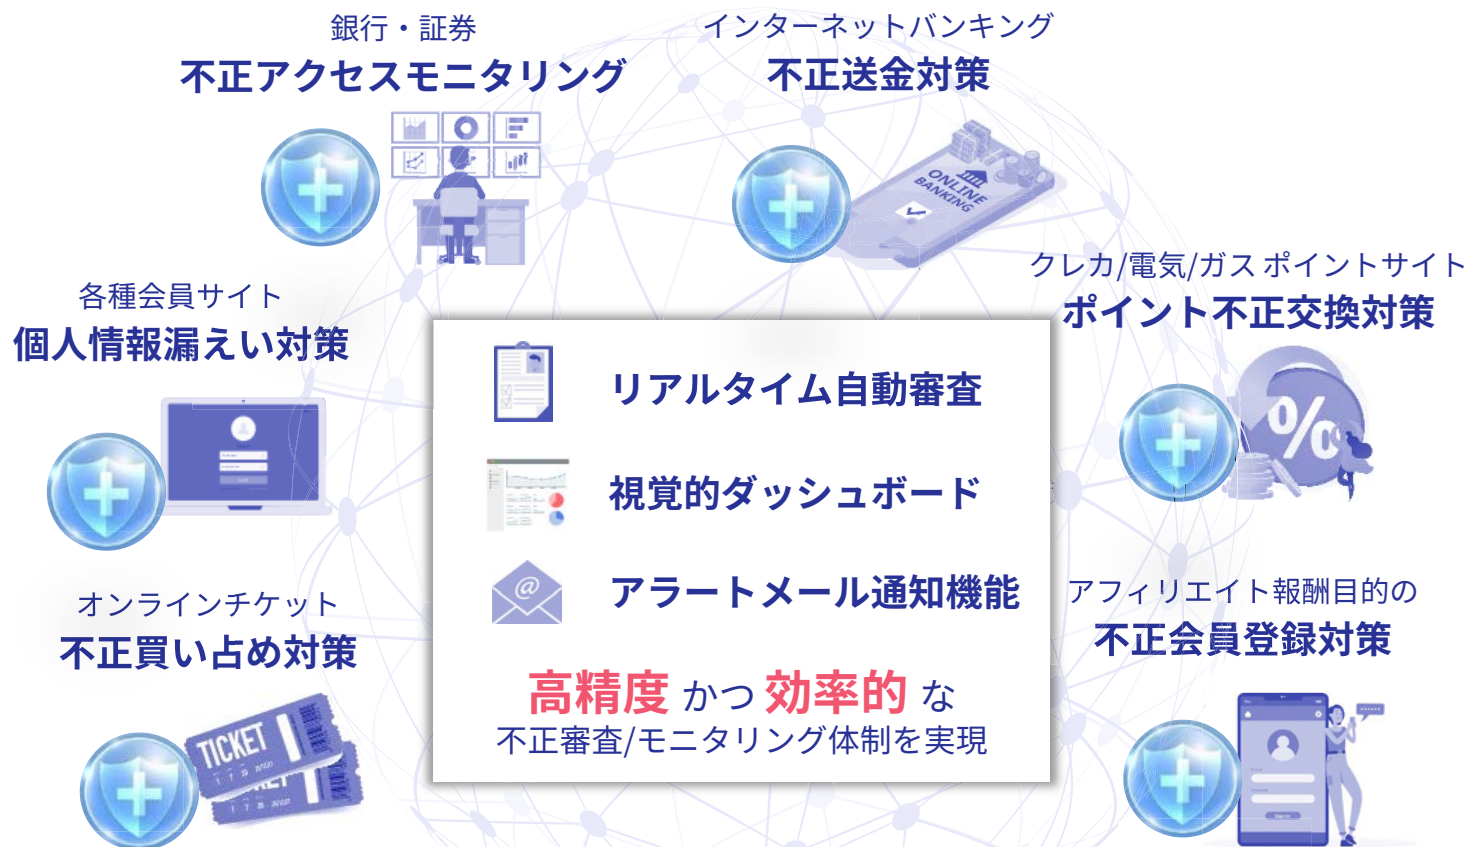 銀行・証券
不正アクセスモニタリング
インターネットバンキング
不正送金対策
ONLINE
BANKING
クレカ/電気/ガス ポイントサイト
ポイント不正交換対策
%
各種会員サイト
個人情報漏えい対策
リアルタイム自動審査
視覚的ダッシュボード
@
アラートメール通知機能
高精度 かつ 効率的 な
不正審査/モニタリング体制を実現
オンラインチケット
不正買い占め対策
TICKET
アフィリエイト報酬目的の
不正会員登録対策